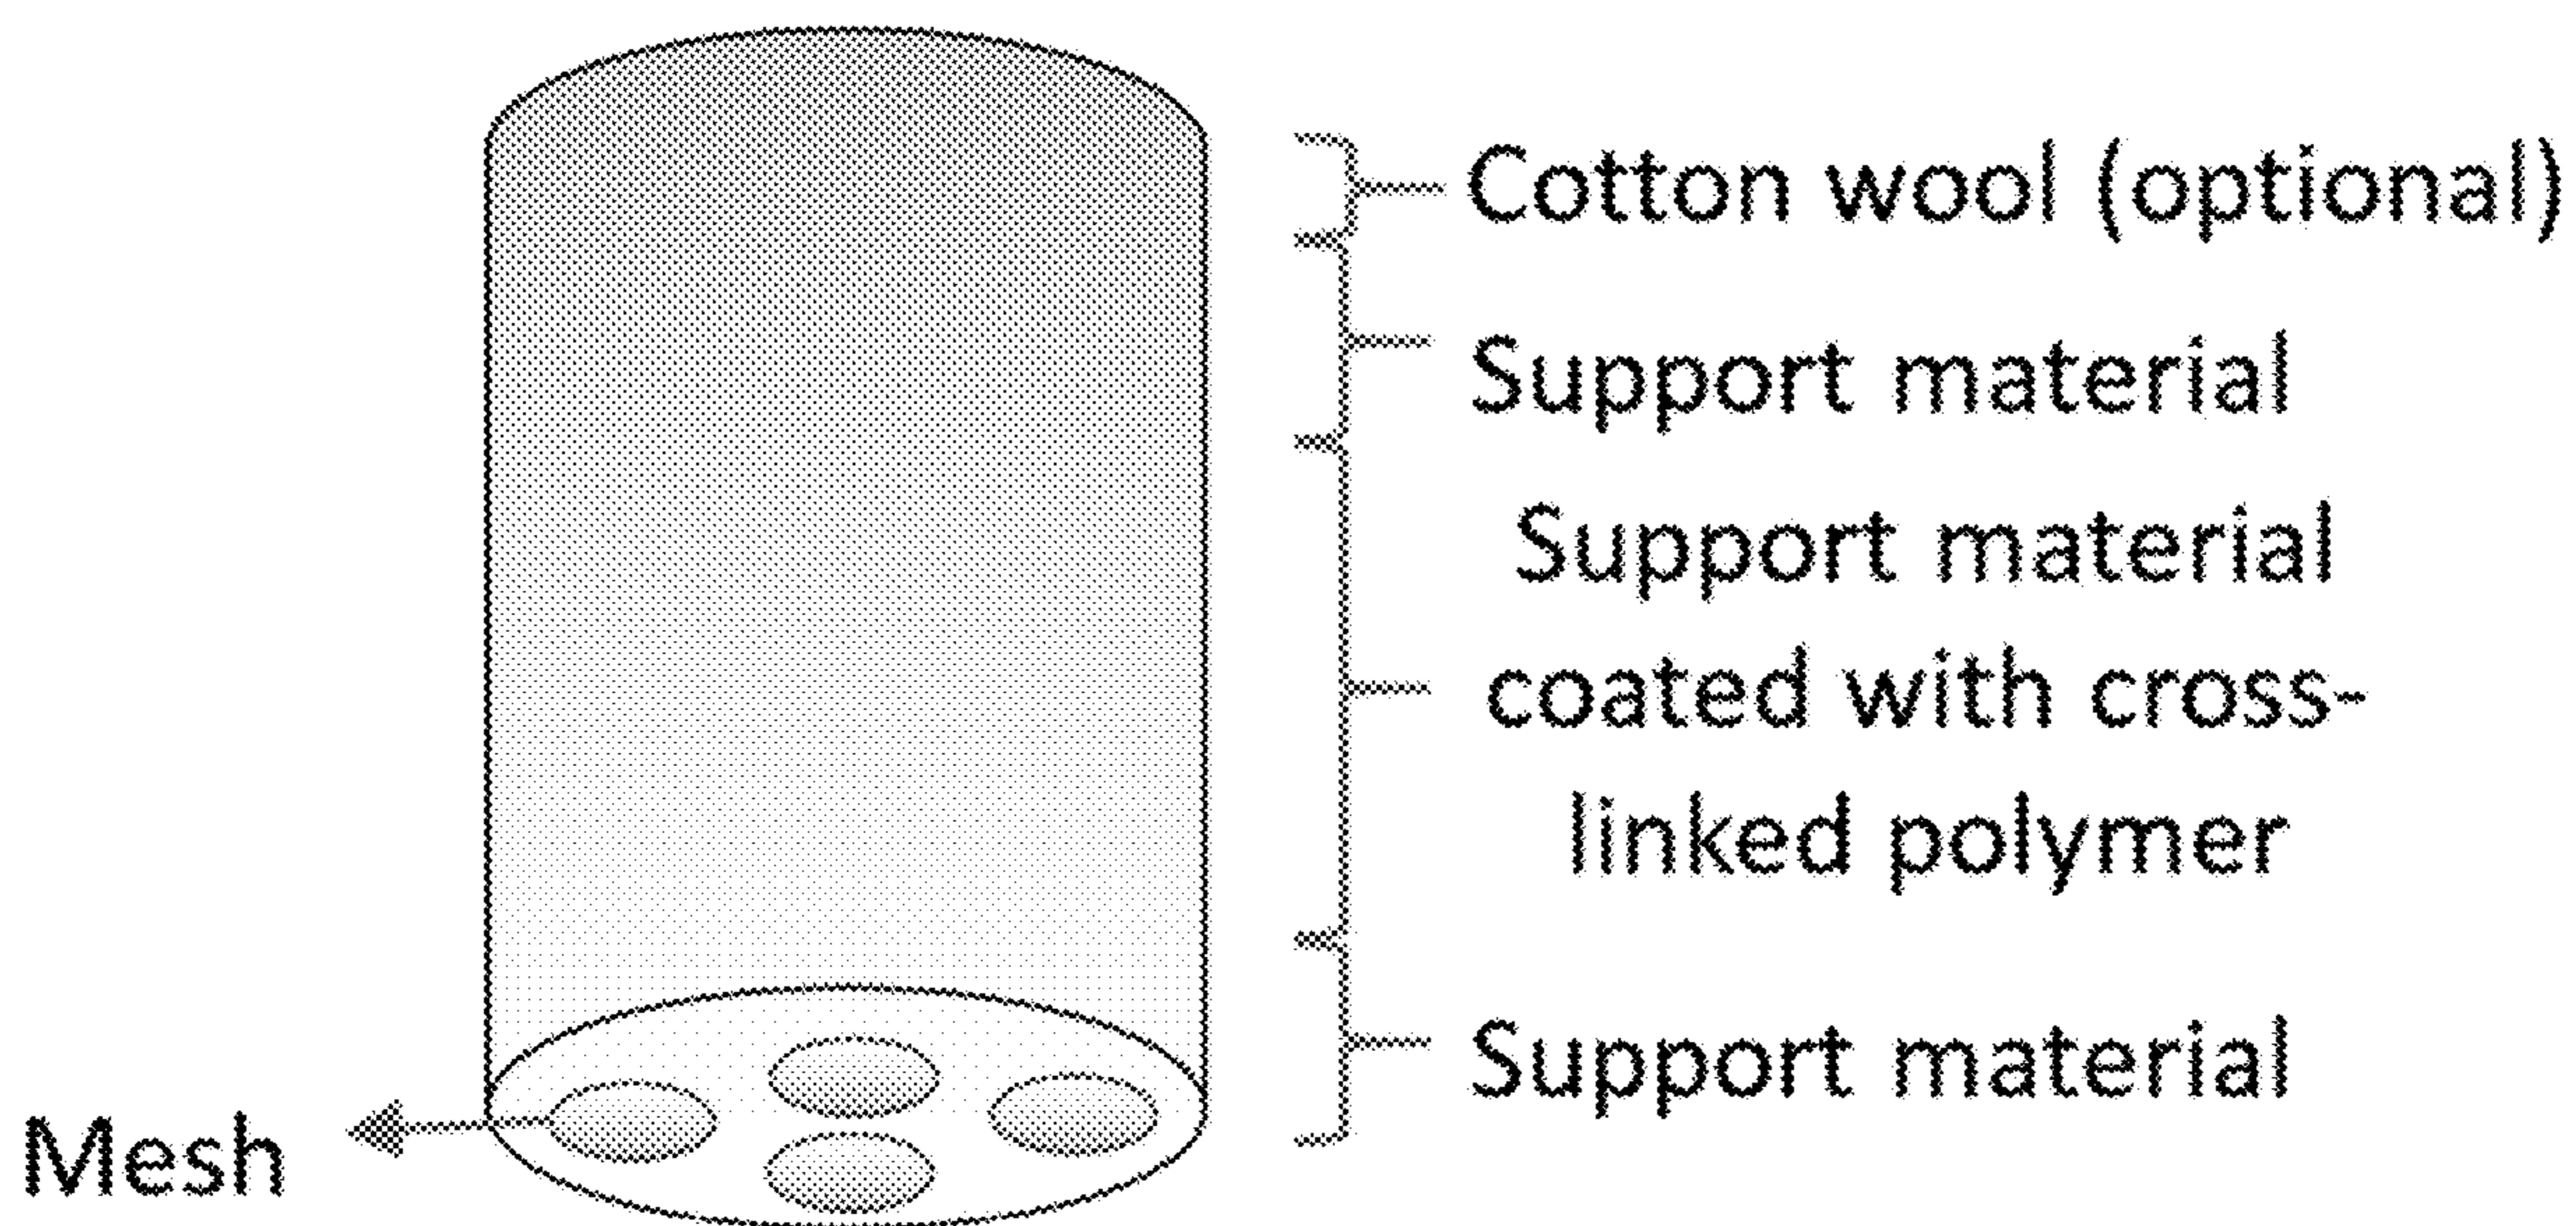 Cotton wool (optional)
Support material
Support material
coated with cross-
linked polymer
Support material
Mesh